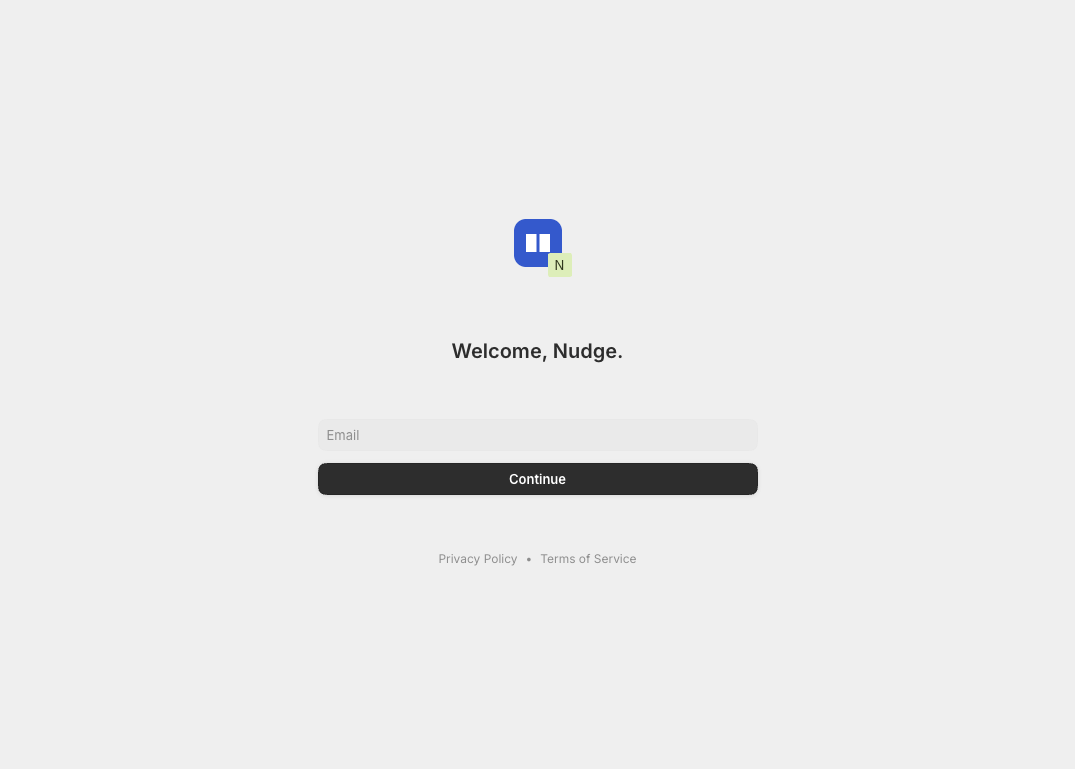 N
Welcome, Nudge.
Email
Continue
Privacy Policy • Terms of Service